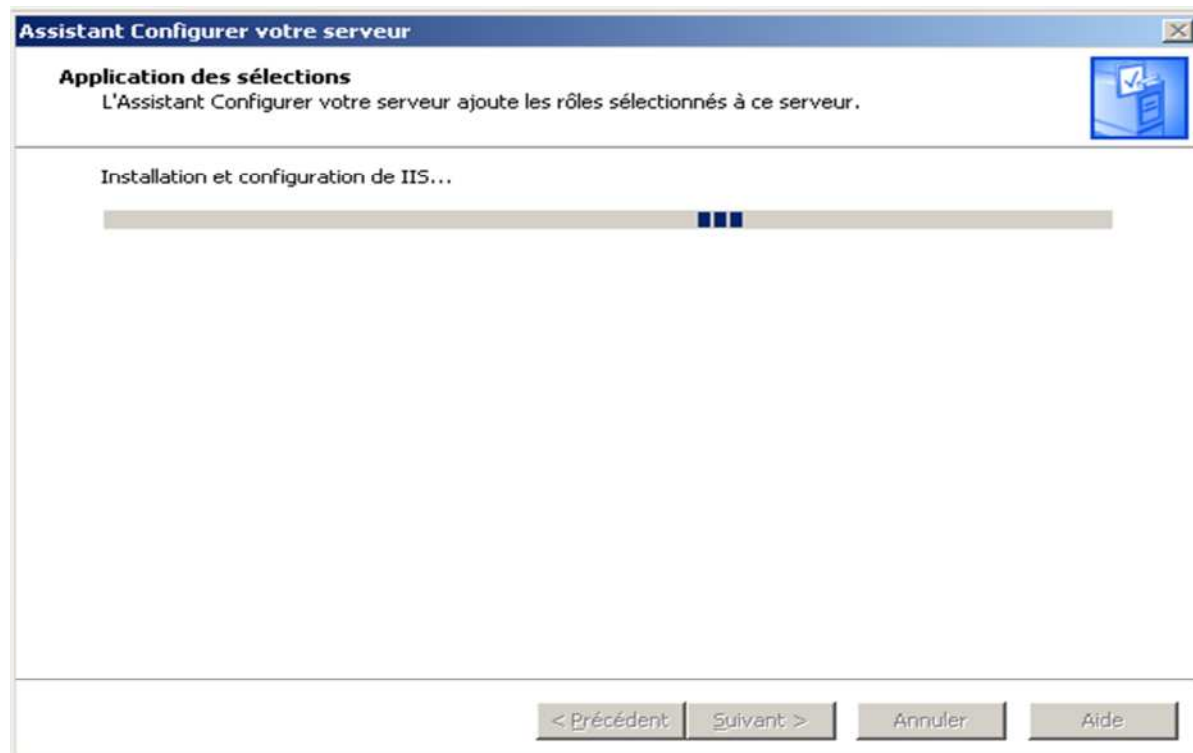 Assistant Configurer votre serveur
Application des sélections
L'Assistant Configurer votre serveur ajoute les rôles sélectionnés à ce serveur.
Installation et configuration de IIS...
< Précédent
Suivant >
Annuler
Aide